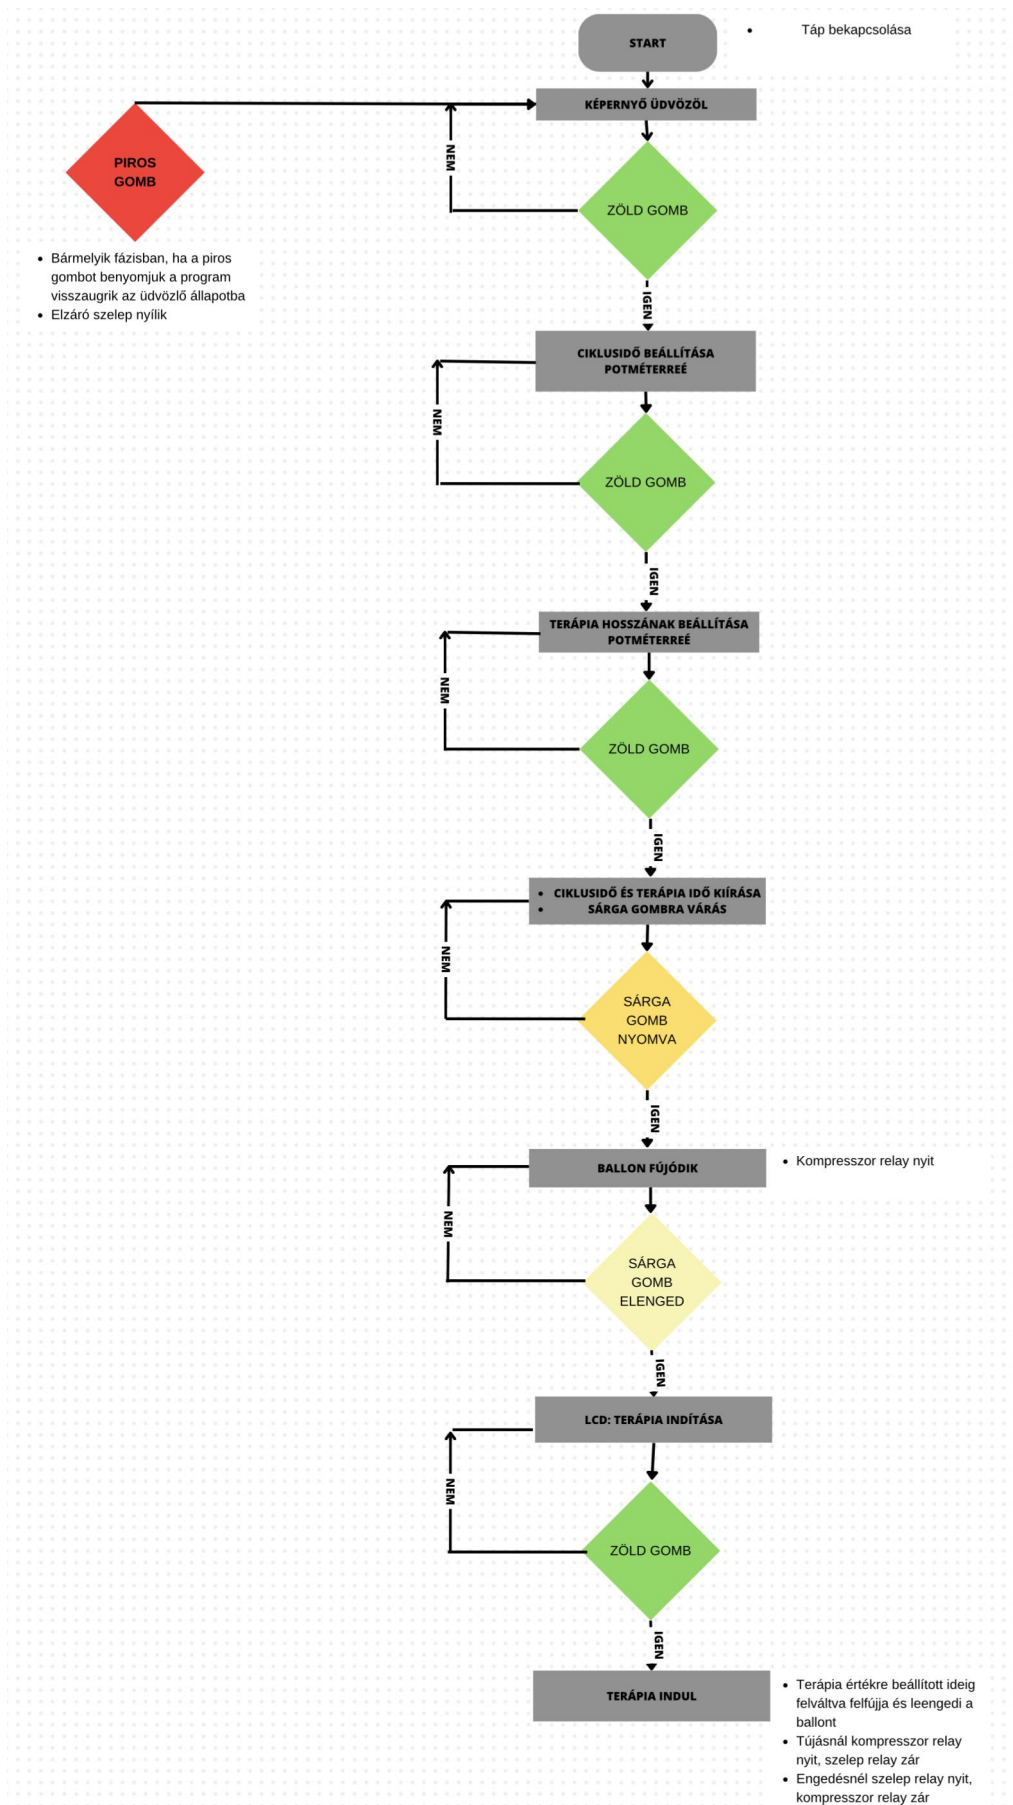 START
• Táp bekapcsolása
KÉPERNYŐ ÜDVÖZÖL
PIROS
GOMB
NEM
ZÖLD GOMB
• Bármelyik fázisban, ha a piros
gombot benyomjuk a program
visszaugrik az üdvözlő állapotba
• Elzáró szelep nyílik
IGEN
CIKLUSIDŐ BEÁLLÍTÁSA
POTMÉTERREÉ
NEM
ZÖLD GOMB
IGEN
TERÁPIA HOSSZÁNAK BEÁLLÍTÁSA
POTMÉTERREÉ
NEM
ZÖLD GOMB
IGEN
• CIKLUSIDŐ ÉS TERÁPIA IDŐ KIÍRÁSA
• SÁRGA GOMBRA VÁRÁS
NEM
SÁRGA
GOMB
NYOMVA
IGEN
BALLON FÚJÓDIK
• Kompresszor relay nyit
NEM
SÁRGA
GOMB
ELENGED
IGEN
LCD: TERÁPIA INDÍTÁSA
NEM
ZÖLD GOMB
IGEN
TERÁPIA INDUL
• Terápia értékre beállított ideig
felváltva felfújja és leengedi a
ballont
• Tújásnál kompresszor relay
nyit, szelep relay zár
• Engedésnél szelep relay nyit,
kompresszor relay zár